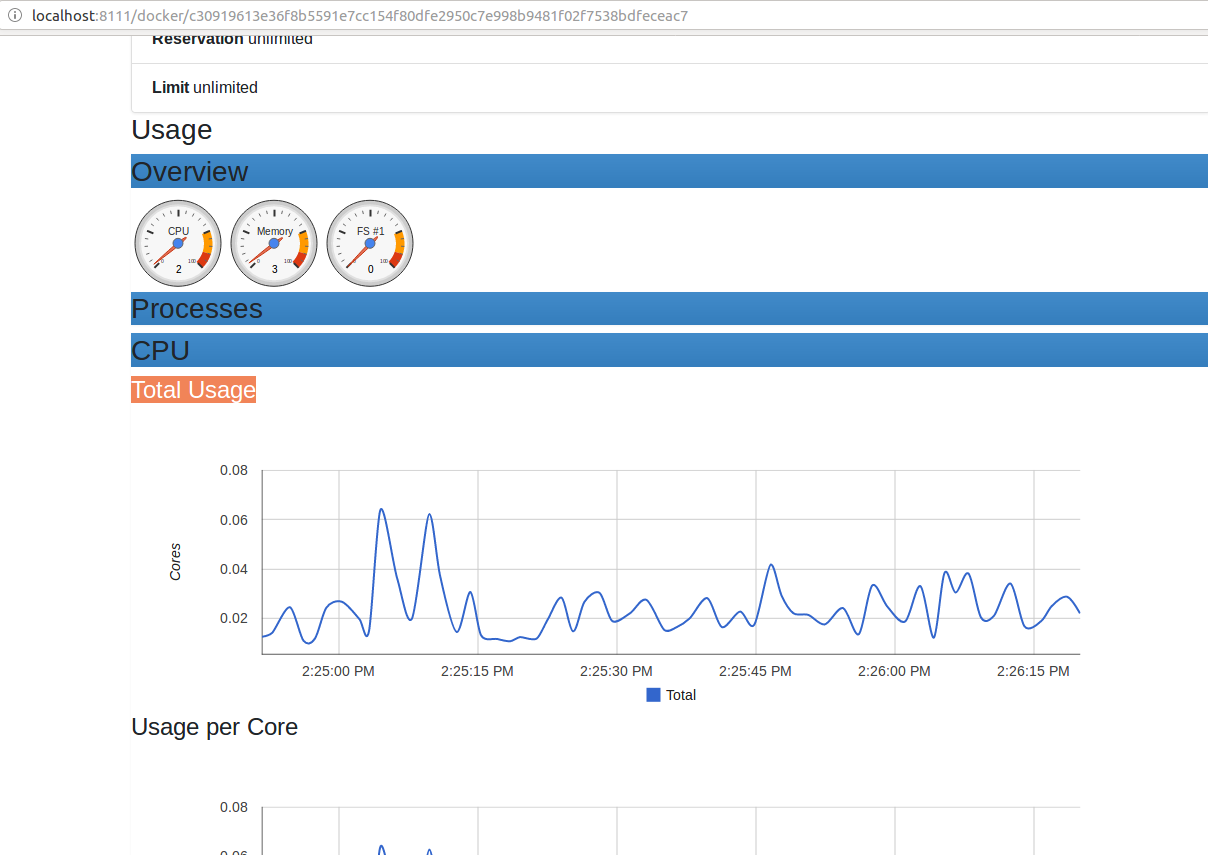 localhost:8111/docker/c30919613e36f8b5591e7cc154f80dfe2950c7e998b9481f02f7538bdfeceac7
Reservation unlimited
Limit unlimited
Usage
Overview
CPU
0 100
2
Memory
0 100
3
FS #1
0 100
0
Processes
CPU
Total Usage
0.08
0.06
0.04
0.02
Cores
2:25:00 PM 2:25:15 PM 2:25:30 PM 2:25:45 PM 2:26:00 PM 2:26:15 PM
Total
Usage per Core
0.08
0.06